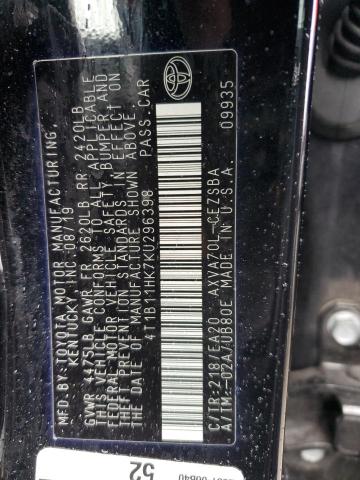 MFD.BY: TOYOTA MOTOR MANUFACTURING,
KENTUCKY, INC. 08/19
GVWR 4475LB GAWR FR 2620LB RR 2420LB
THIS VEHICLE CONFORMS TO ALL APPLICABLE
FEDERAL MOTOR VEHICLE SAFETY, BUMPER, AND
THEFT PREVENTION STANDARDS IN EFFECT ON
THE DATE OF MANUFACTURE SHOWN ABOVE.
4T1B11HK7KU296398 PASS.CAR
C/TR:218/EA20 AXVA70L-CEZSBA
A/TM:-02A/UB80E MADE IN U.S.A. 09935
52